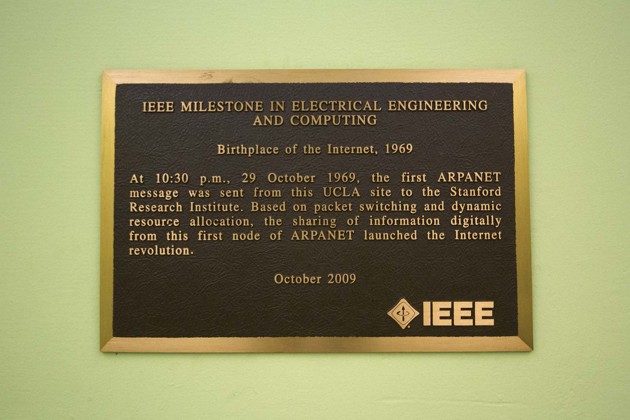 IEEE MILESTONE IN ELECTRICAL ENGINEERING
AND COMPUTING
Birthplace of the Internet, 1969
At 10:30 p.m., 29 October 1969, the first ARPANET
message was sent from this UCLA site to the Stanford
Research Institute. Based on packet switching and dynamic
resource allocation, the sharing of information digitally
from this first node of ARPANET launched the Internet
revolution.
October 2009
IEEE